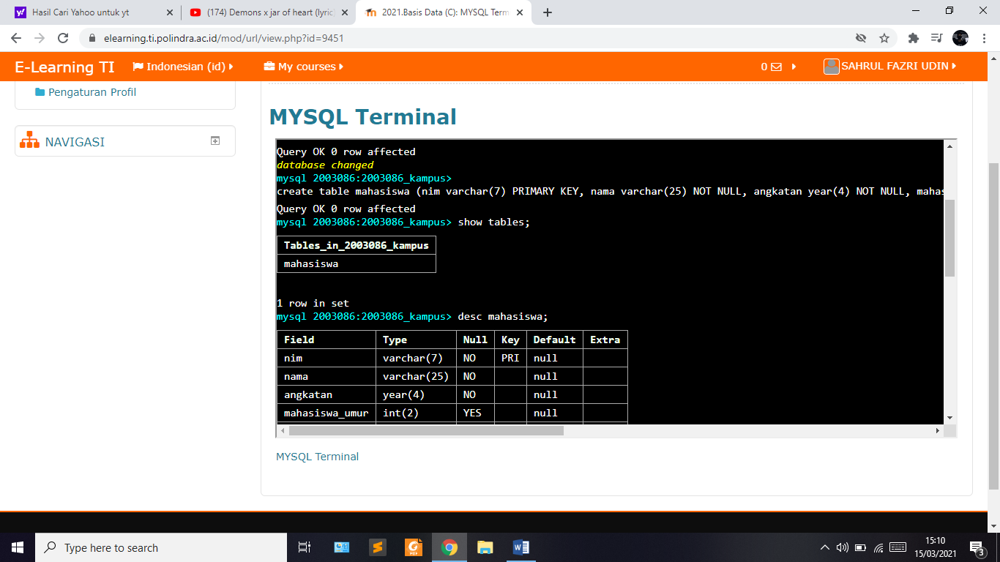 Hasil Cari Yahoo untuk yt
(174) Demons x jar of heart (lyric
2021.Basis Data (C): MYSQL Term
elearning.ti.polindra.ac.id/mod/url/view.php?id=9451
E-Learning TI
Indonesian (id)
My courses
0
SAHRUL FAZRI UDIN
Pengaturan Profil
NAVIGASI
MYSQL Terminal
Query OK 0 row affected
database changed
mysql 2003086:2003086_kampus>
create table mahasiswa (nim varchar(7) PRIMARY KEY, nama varchar(25) NOT NULL, angkatan year(4) NOT NULL, mahas
Query OK 0 row affected
mysql 2003086:2003086_kampus> show tables;
Tables_in_2003086_kampus
mahasiswa
1 row in set
mysql 2003086:2003086_kampus> desc mahasiswa;
Field Type Null Key Default Extra
nim varchar(7) NO PRI null
nama varchar(25) NO null
angkatan year(4) NO null
mahasiswa_umur int(2) YES null
MYSQL Terminal
Type here to search
15:10
15/03/2021
3